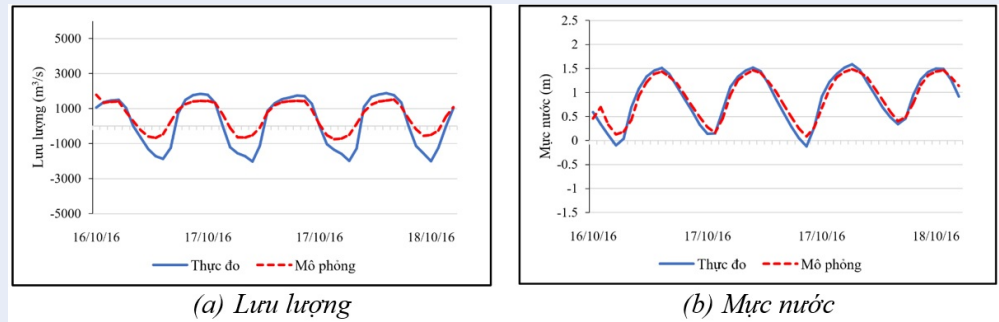 Lưu lượng (m³/s)
5000
3000
1000
-1000
-3000
-5000
16/10/16 17/10/16 17/10/16 18/10/16
Thực đo Mô phỏng
(a) Lưu lượng
Mực nước (m)
2.5
2
1.5
1
0.5
0
-0.5
-1
-1.5
16/10/16 17/10/16 17/10/16 18/10/16
Thực đo Mô phỏng
(b) Mực nước